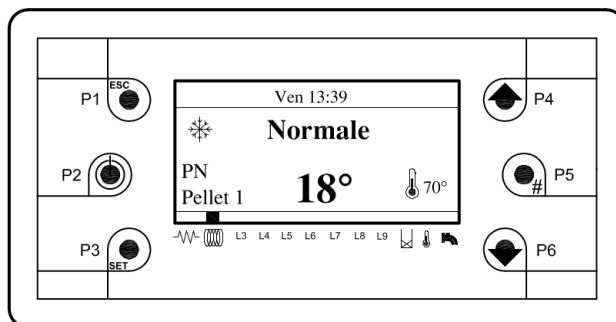 ESC
P1
P2
P3
SET
Ven 13:39
Normale
PN
Pellet 1
18°
70°
L3 L4 L5 L6 L7 L8 L9
P4
P5
#
P6